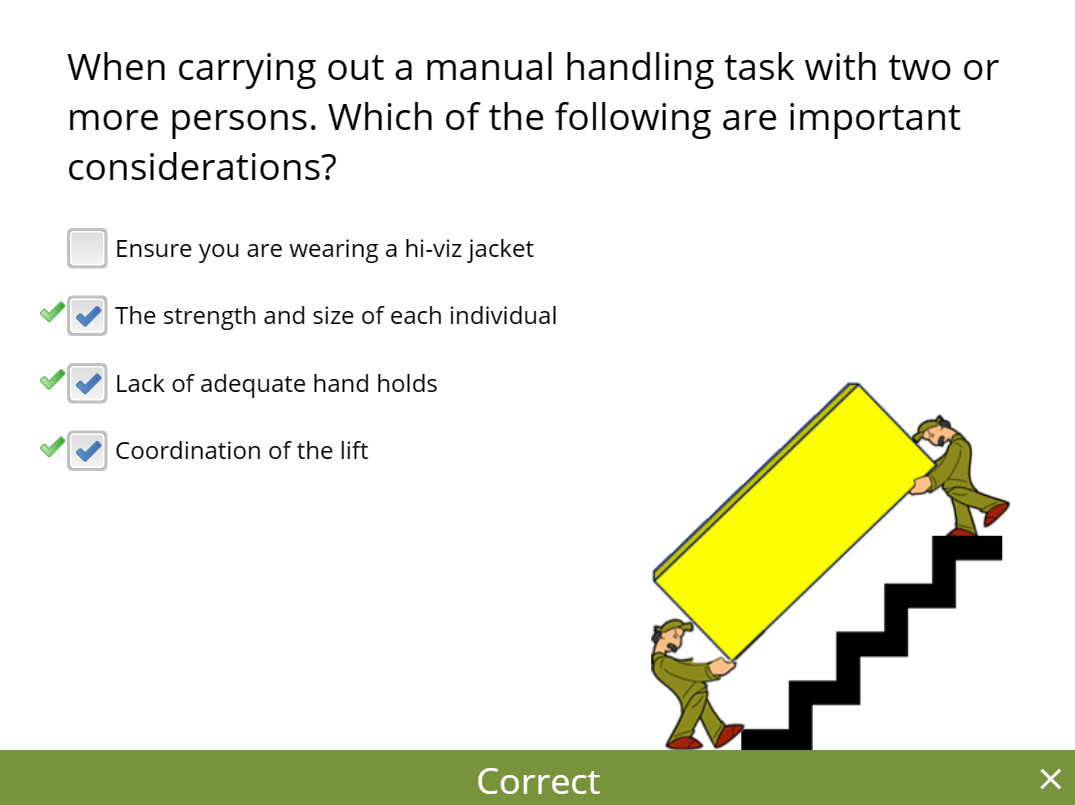 When carrying out a manual handling task with two or
more persons. Which of the following are important
considerations?
Ensure you are wearing a hi-viz jacket
The strength and size of each individual
Lack of adequate hand holds
Coordination of the lift
Correct